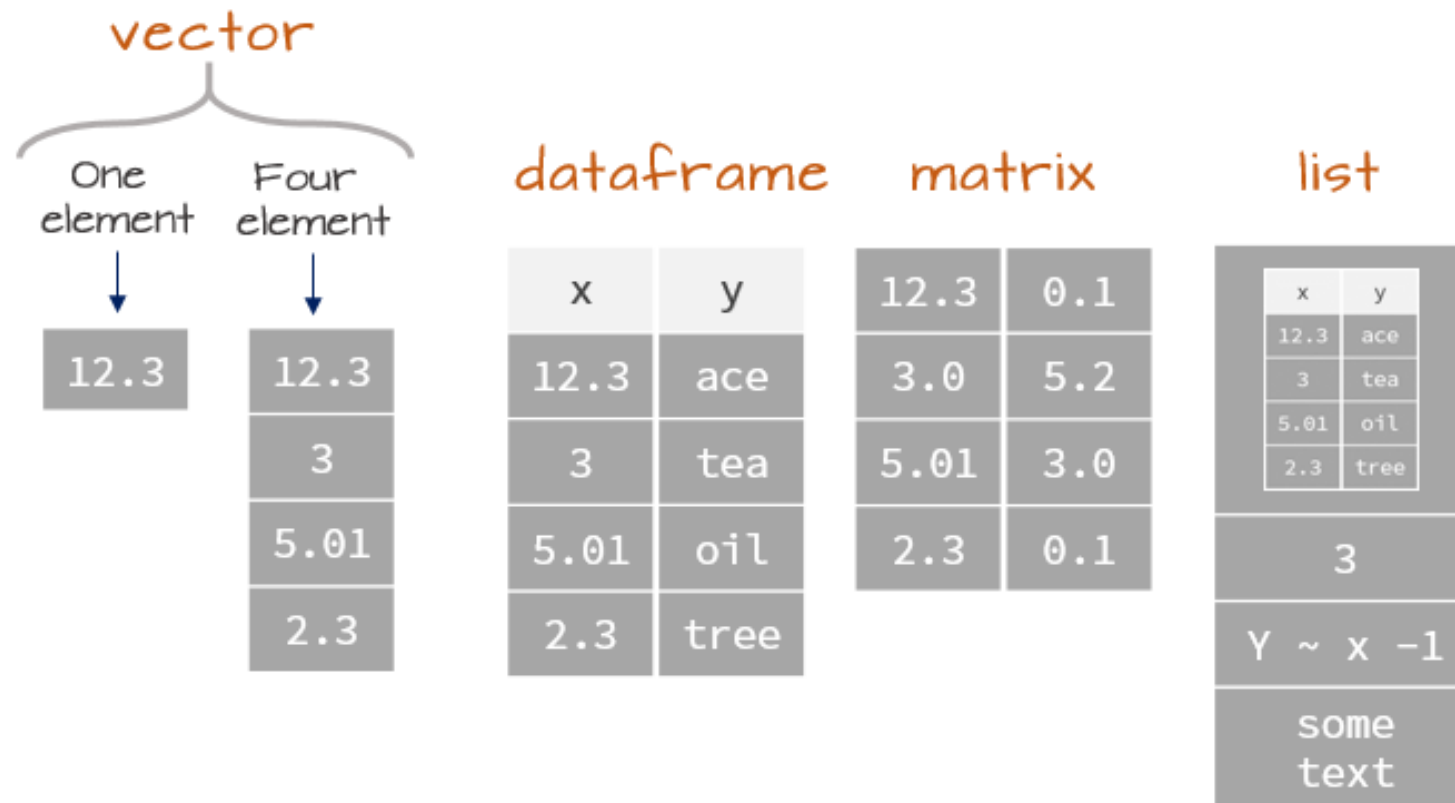 vector
One
element
Four
element
12.3
12.3
3
5.01
2.3
dataframe
x y
12.3 ace
3 tea
5.01 oil
2.3 tree
matrix
12.3 0.1
3.0 5.2
5.01 3.0
2.3 0.1
list
x y
12.3 ace
3 tea
5.01 oil
2.3 tree
3
Y ~ x -1
some
text